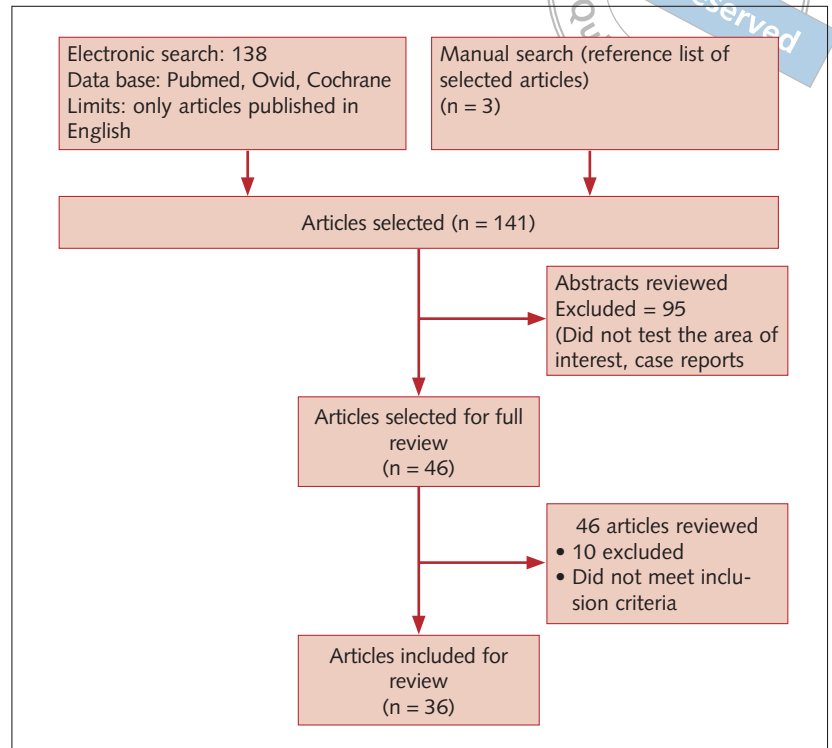 Qu
served
Electronic search: 138
Data base: Pubmed, Ovid, Cochrane
Limits: only articles published in
English
Manual search (reference list of
selected articles)
(n = 3)
Articles selected (n = 141)
Abstracts reviewed
Excluded = 95
(Did not test the area of
interest, case reports
Articles selected for full
review
(n = 46)
46 articles reviewed
• 10 excluded
• Did not meet inclu-
sion criteria
Articles included for
review
(n = 36)